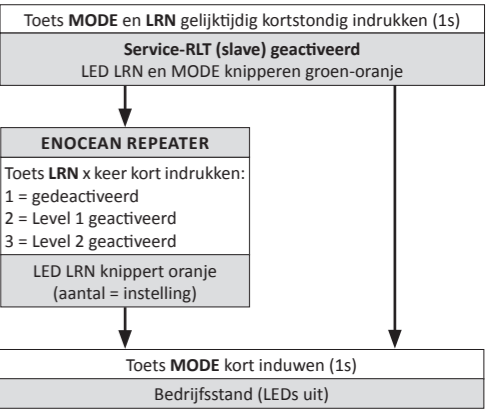 Toets MODE en LRN gelijktijdig kortstondig indrukken (1s)
Service-RLT (slave) geactiveerd
LED LRN en MODE knipperen groen-oranje
ENOCEAN REPEATER
Toets LRN x keer kort indrukken:
1 = gedeactiveerd
2 = Level 1 geactiveerd
3 = Level 2 geactiveerd
LED LRN knippert oranje
(aantal = instelling)
Toets MODE kort induwen (1s)
Bedrijfsstand (LEDs uit)